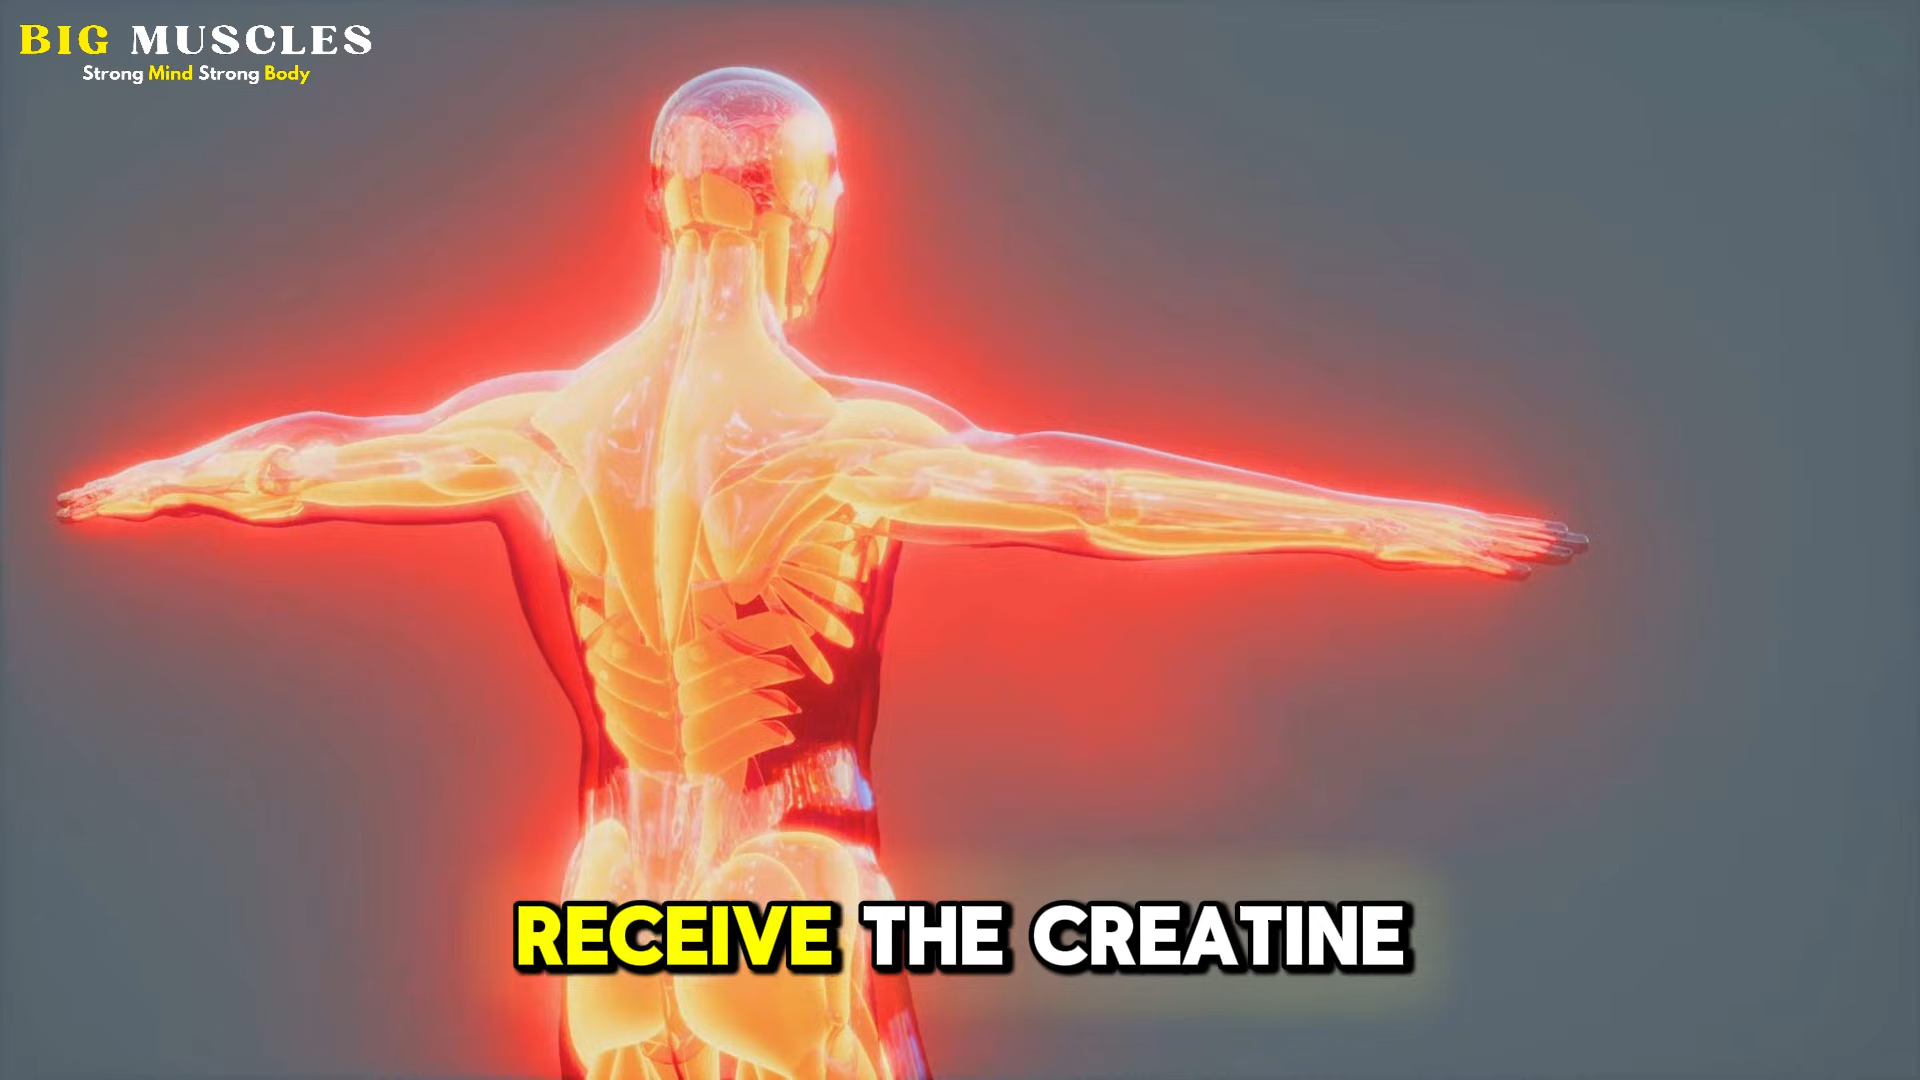 BIG MUSCLES
Strong Mind Strong Body
RECEIVE THE CREATINE